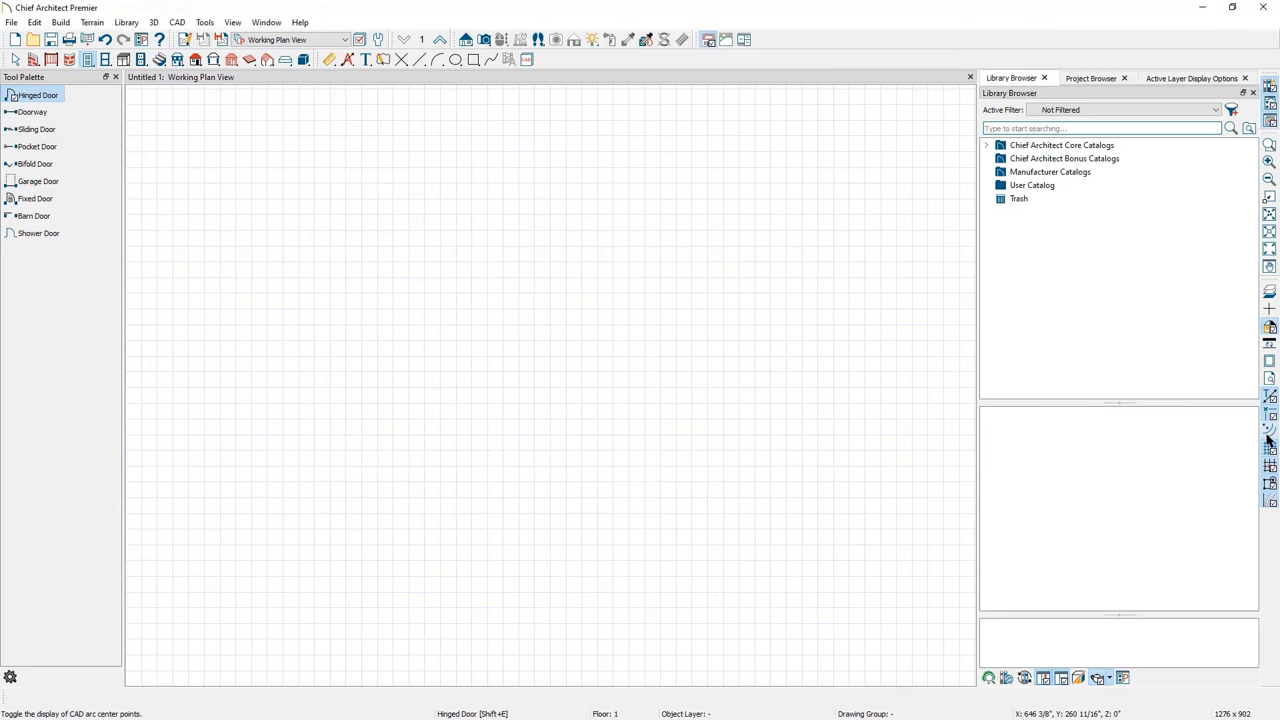 Chief Architect Premier
File Edit Build Terrain Library 3D CAD Tools View Window Help
Working Plan View 1
Tool Palette
Untitled 1: Working Plan View
Library Browser Project Browser Active Layer Display Options
Library Browser
Hinged Door
Doorway
Sliding Door
Pocket Door
Bifold Door
Garage Door
Fixed Door
Barn Door
Shower Door
Active Filter: Not Filtered
Type to start searching...
Chief Architect Core Catalogs
Chief Architect Bonus Catalogs
Manufacturer Catalogs
User Catalog
Trash
Toggle the display of CAD arc center points. Hinged Door [Shift+E] Floor: 1 Object Layer: - Drawing Group: - X: 646 3/8", Y: 260 11/16", Z: 0" 1276 x 902